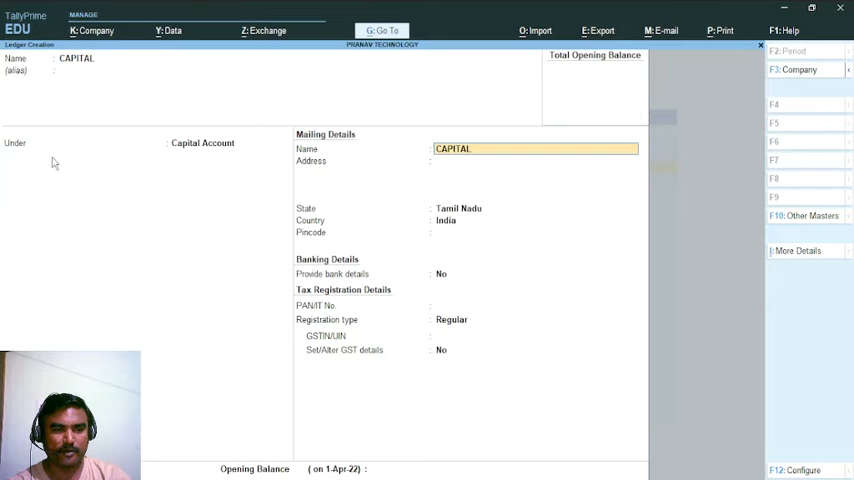 TallyPrime
EDU
MANAGE
K: Company
Y: Data
Z: Exchange
G: Go To
O: Import
E: Export
M: E-mail
P: Print
F1: Help
Ledger Creation
PRANAV TECHNOLOGY
x
Name : CAPITAL
(alias) :
Total Opening Balance
Under : Capital Account
Mailing Details
Name : CAPITAL
Address :
State : Tamil Nadu
Country : India
Pincode :
Banking Details
Provide bank details : No
Tax Registration Details
PAN/IT No. :
Registration type : Regular
GSTIN/UIN :
Set/Alter GST details : No
Opening Balance ( on 1-Apr-22) :
F2: Period
F3: Company
F4
F5
F6
F7
F8
F9
F10: Other Masters
I: More Details
F12: Configure